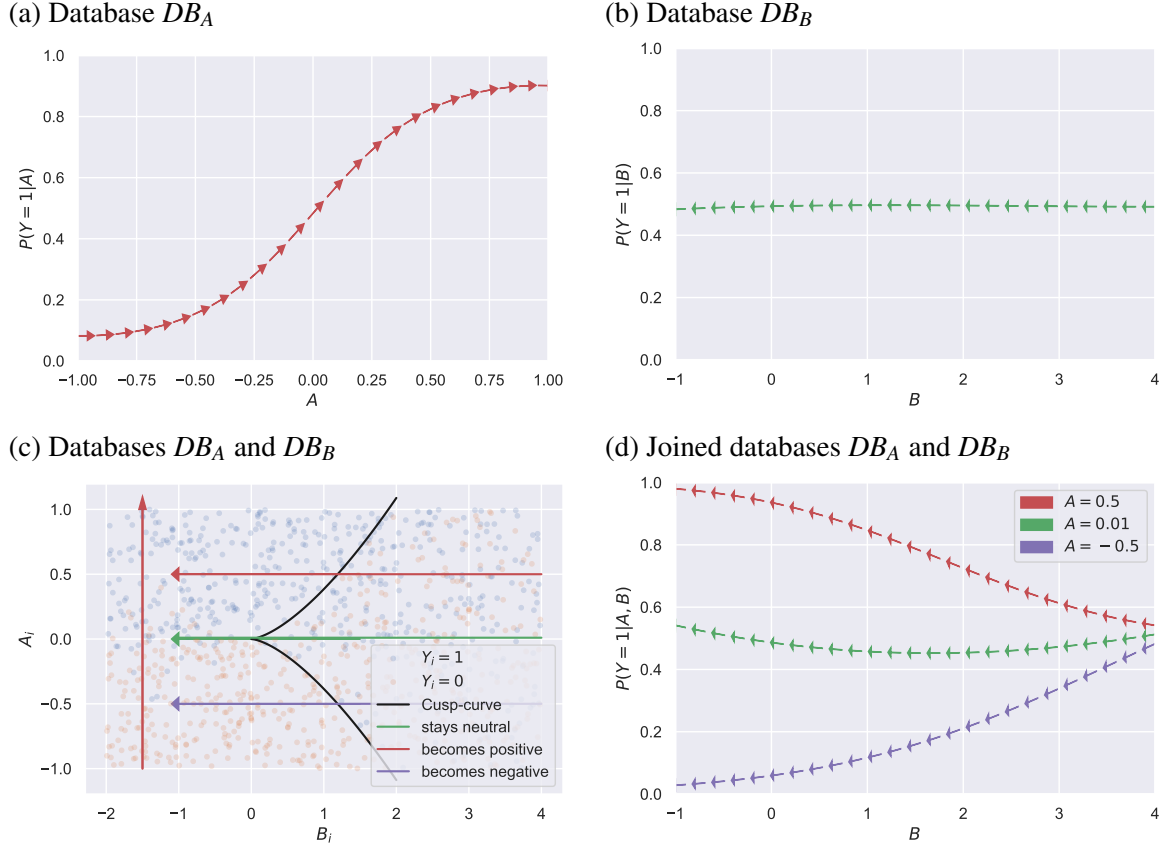 (a) Database DB_A
1.0
0.8
0.6
0.4
0.2
0.0
P(Y = 1|A)
−1.00 −0.75 −0.50 −0.25 0.00 0.25 0.50 0.75 1.00
A
(b) Database DB_B
1.0
0.8
0.6
0.4
0.2
0.0
P(Y = 1|B)
−1 0 1 2 3 4
B
(c) Databases DB_A and DB_B
1.0
0.5
0.0
−0.5
−1.0
A_i
Y_i = 1
Y_i = 0
Cusp-curve
stays neutral
becomes positive
becomes negative
−2 −1 0 1 2 3 4
B_i
(d) Joined databases DB_A and DB_B
1.0
0.8
0.6
0.4
0.2
0.0
P(Y = 1|A, B)
A = 0.5
A = 0.01
A = −0.5
−1 0 1 2 3 4
B